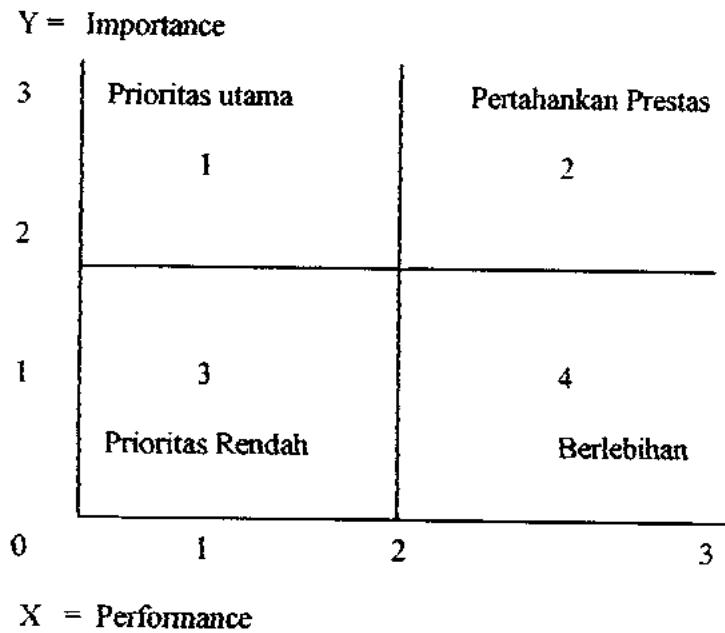 Y = Importance
3 Prioritas utama Pertahankan Prestas
1 2
2
1 3 4
Prioritas Rendah Berlebihan
0 1 2 3
X = Performance